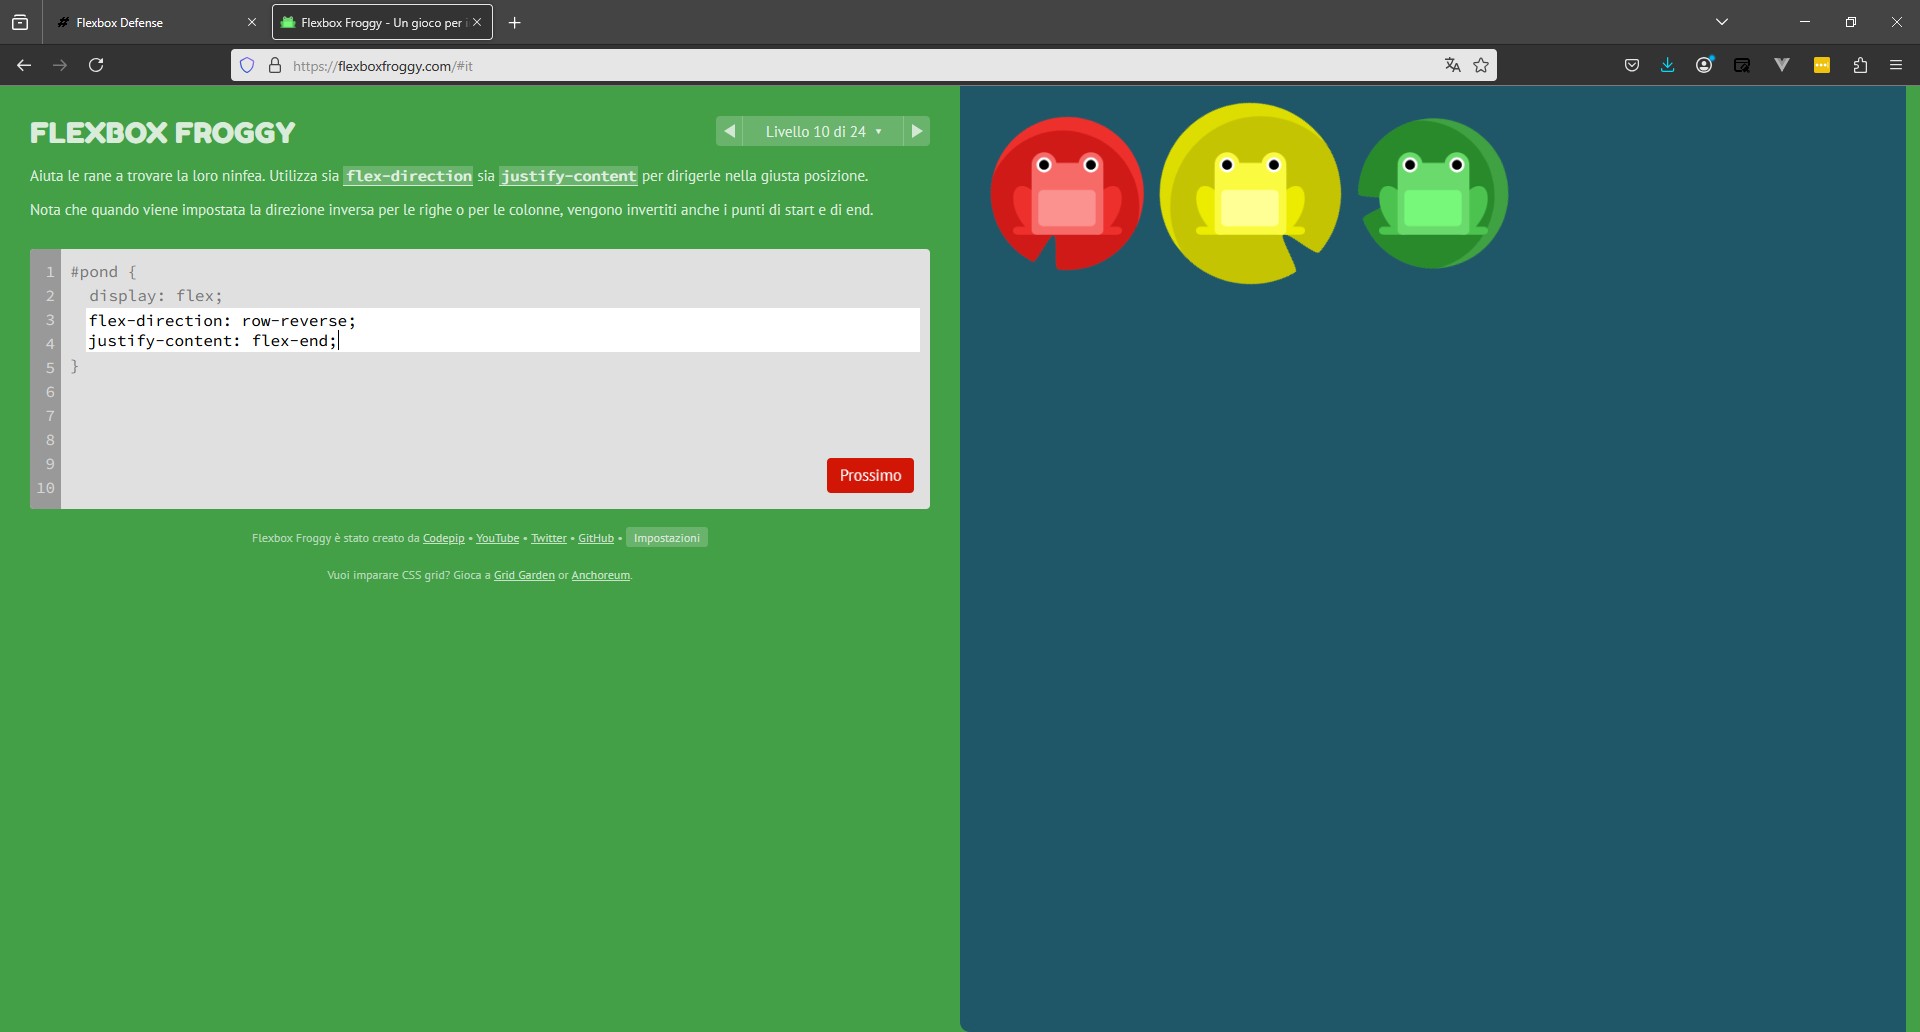 Flexbox Defense
Flexbox Froggy - Un gioco per i
https://flexboxfroggy.com/#it
FLEXBOX FROGGY
Livello 10 di 24
Aiuta le rane a trovare la loro ninfea. Utilizza sia flex-direction sia justify-content per dirigerle nella giusta posizione.
Nota che quando viene impostata la direzione inversa per le righe o per le colonne, vengono invertiti anche i punti di start e di end.
1 #pond {
2 display: flex;
3 flex-direction: row-reverse;
4 justify-content: flex-end;
5 }
6
7
8
9
10
Prossimo
Flexbox Froggy è stato creato da Codepip • YouTube • Twitter • GitHub • Impostazioni
Vuoi imparare CSS grid? Gioca a Grid Garden or Anchoreum.